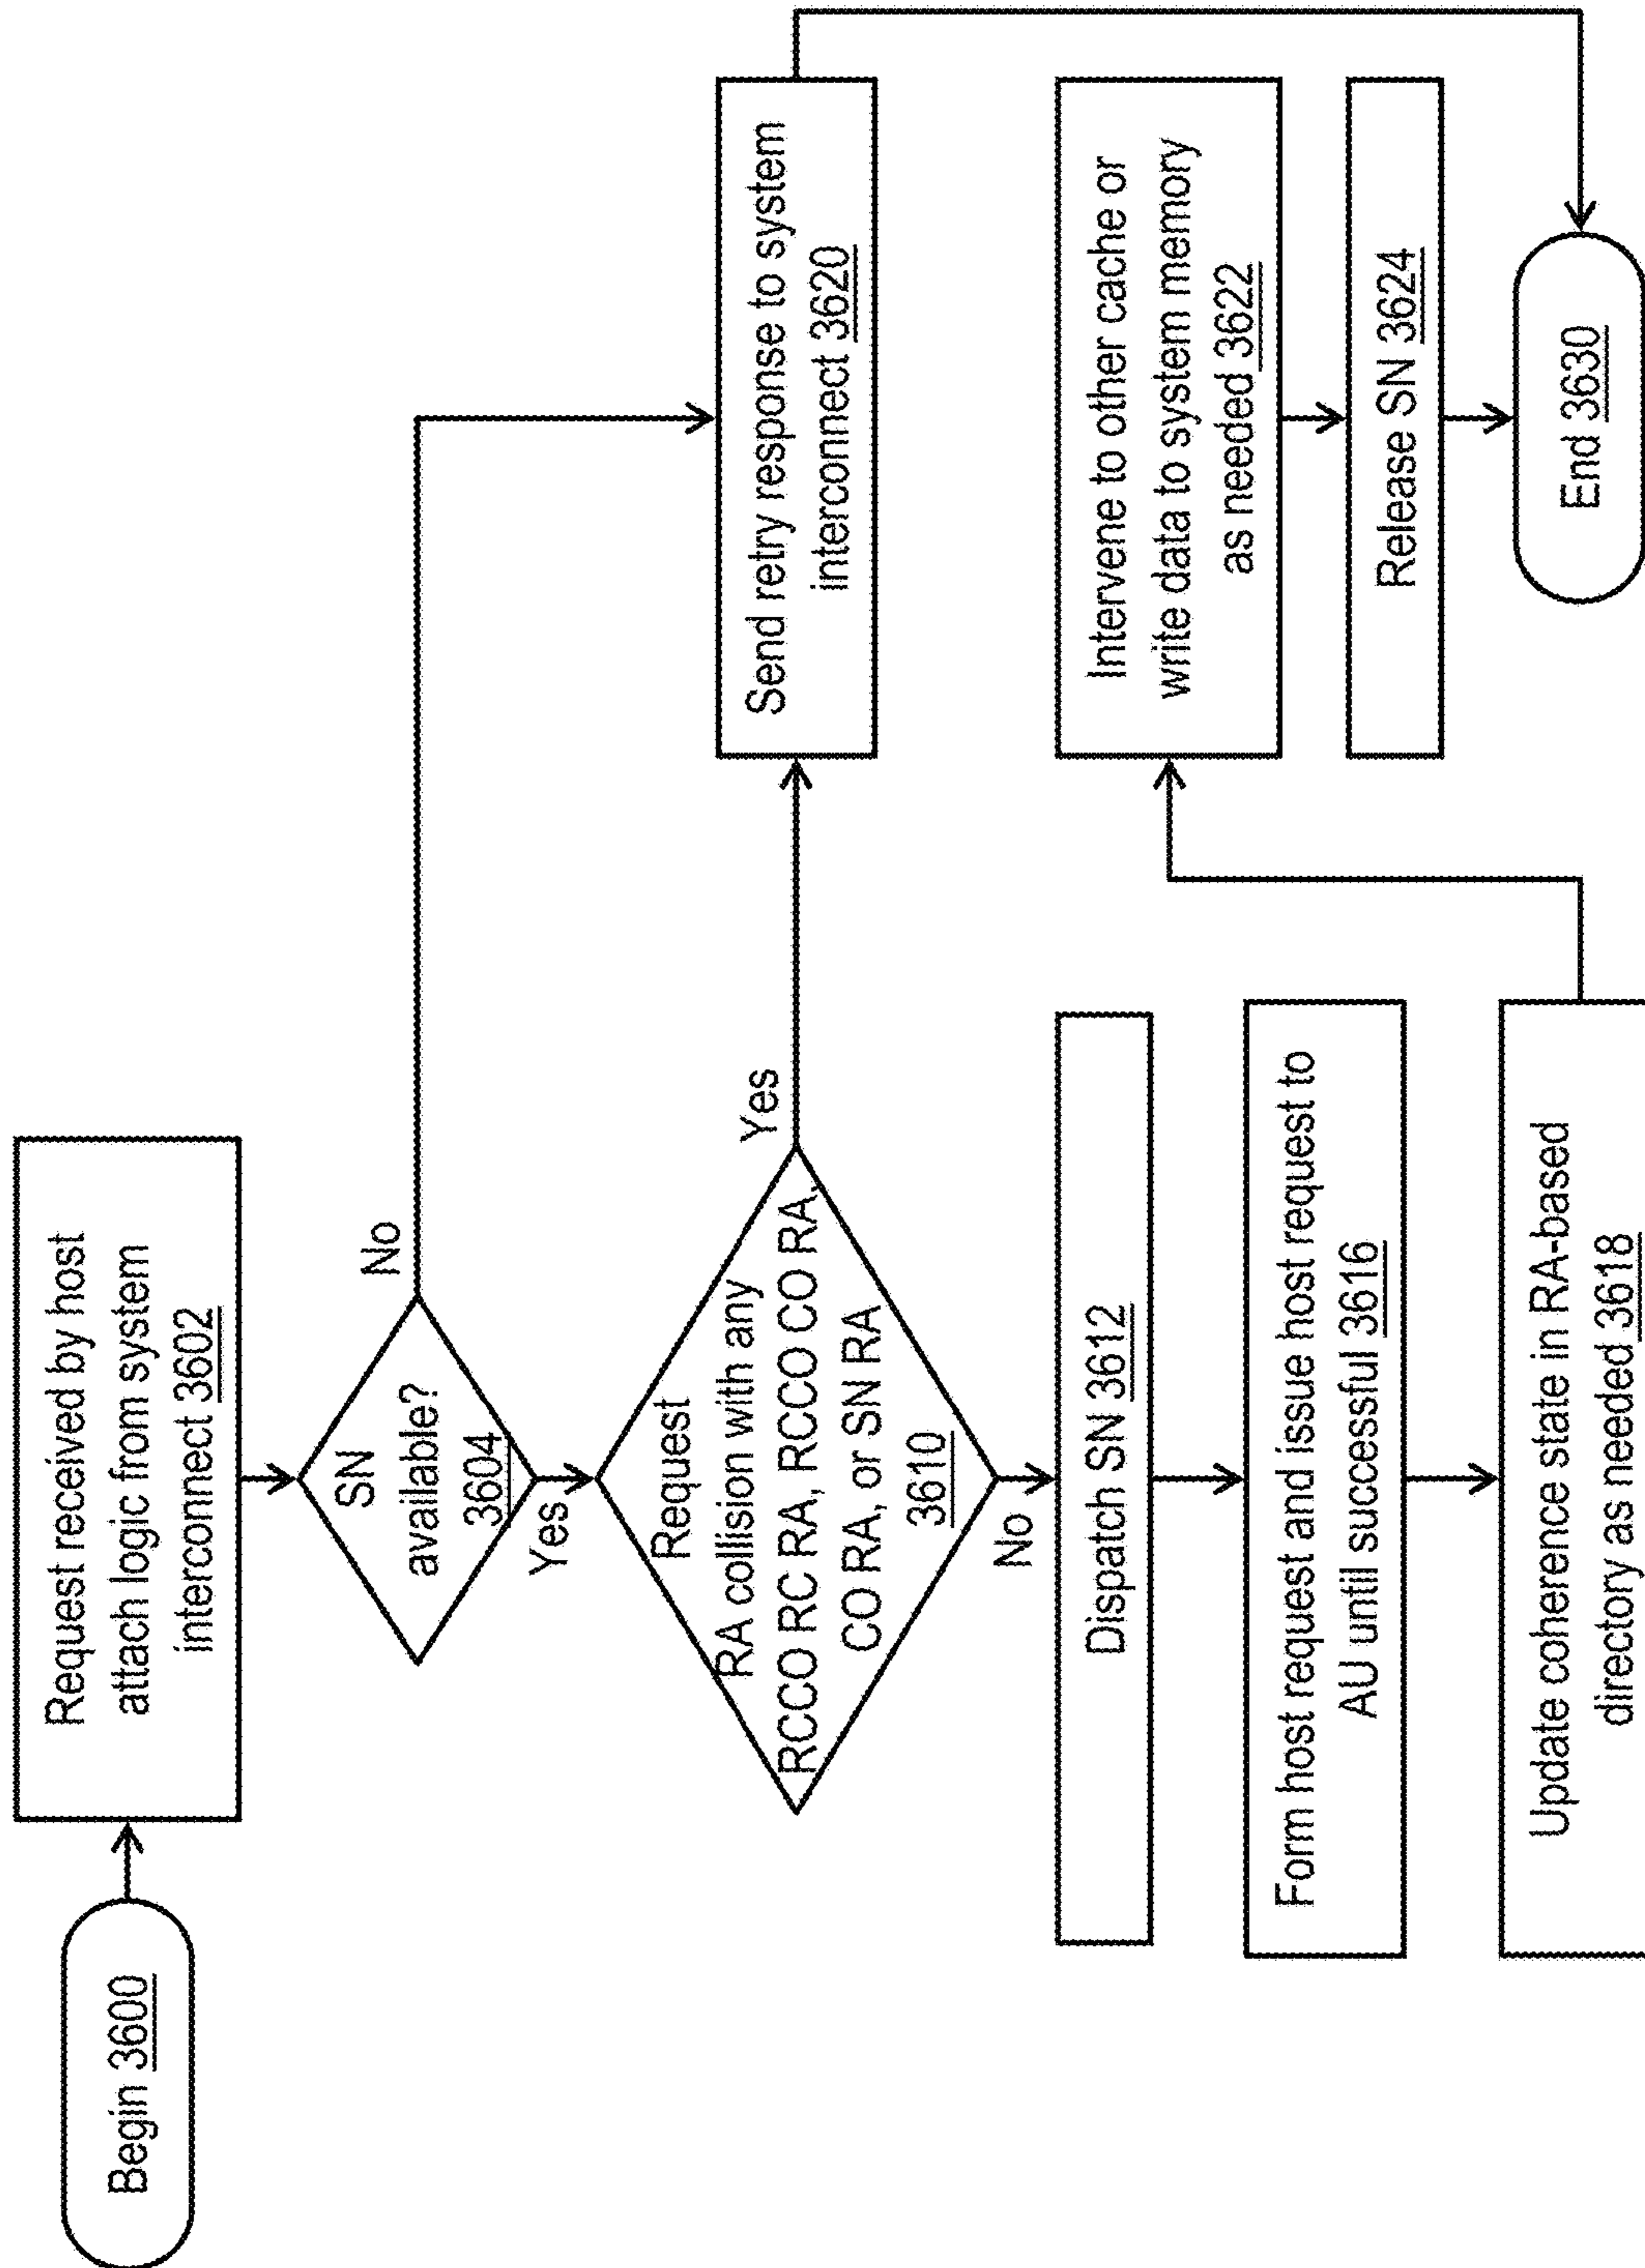 Begin 3600
Request received by host
attach logic from system
interconnect 3602
SN
available?
3604
No
Yes
Request
RA collision with any
RCCO RC RA, RCCO CO RA,
CO RA, or SN RA
3610
Yes
No
Dispatch SN 3612
Form host request and issue host request to
AU until successful 3616
Update coherence state in RA-based
directory as needed 3618
Send retry response to system
interconnect 3620
Intervene to other cache or
write data to system memory
as needed 3622
Release SN 3624
End 3630